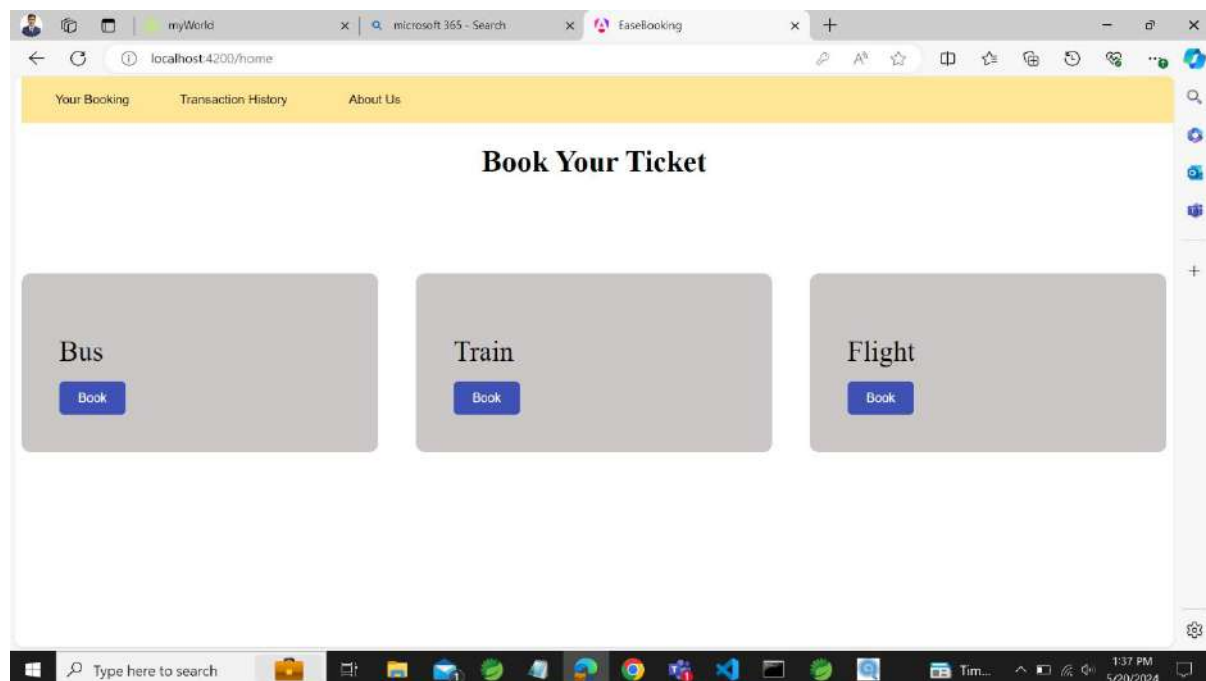 myWorld
microsoft 365 - Search
EaseBooking
localhost:4200/home
Your Booking
Transaction History
About Us
Book Your Ticket
Bus
Train
Flight
Book
Book
Book
Type here to search
Tim...
1:37 PM
5/20/2024